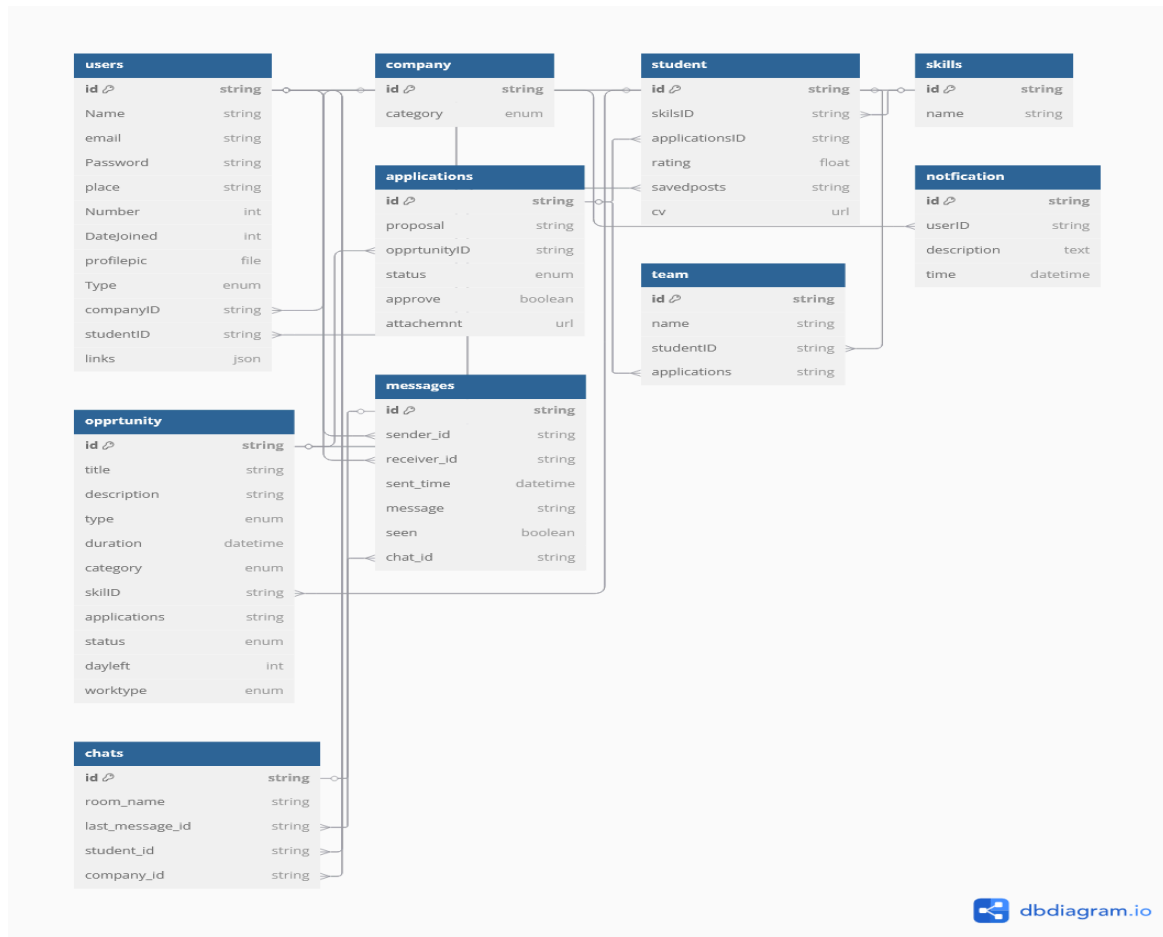 users
id string
Name string
email string
Password string
place string
Number int
DateJoined int
profilepic file
Type enum
companyID string
studentID string
links json
company
id string
category enum
student
id string
skilsID string
applicationsID string
rating float
savedposts string
cv url
skills
id string
name string
applications
id string
proposal string
opprtunityID string
status enum
approve boolean
attachemnt url
notfication
id string
userID string
description text
time datetime
team
id string
name string
studentID string
applications string
messages
id string
sender_id string
receiver_id string
sent_time datetime
message string
seen boolean
chat_id string
opprtunity
id string
title string
description string
type enum
duration datetime
category enum
skilID string
applications string
status enum
dayleft int
worktype enum
chats
id string
room_name string
last_message_id string
student_id string
company_id string
dbdiagram.io